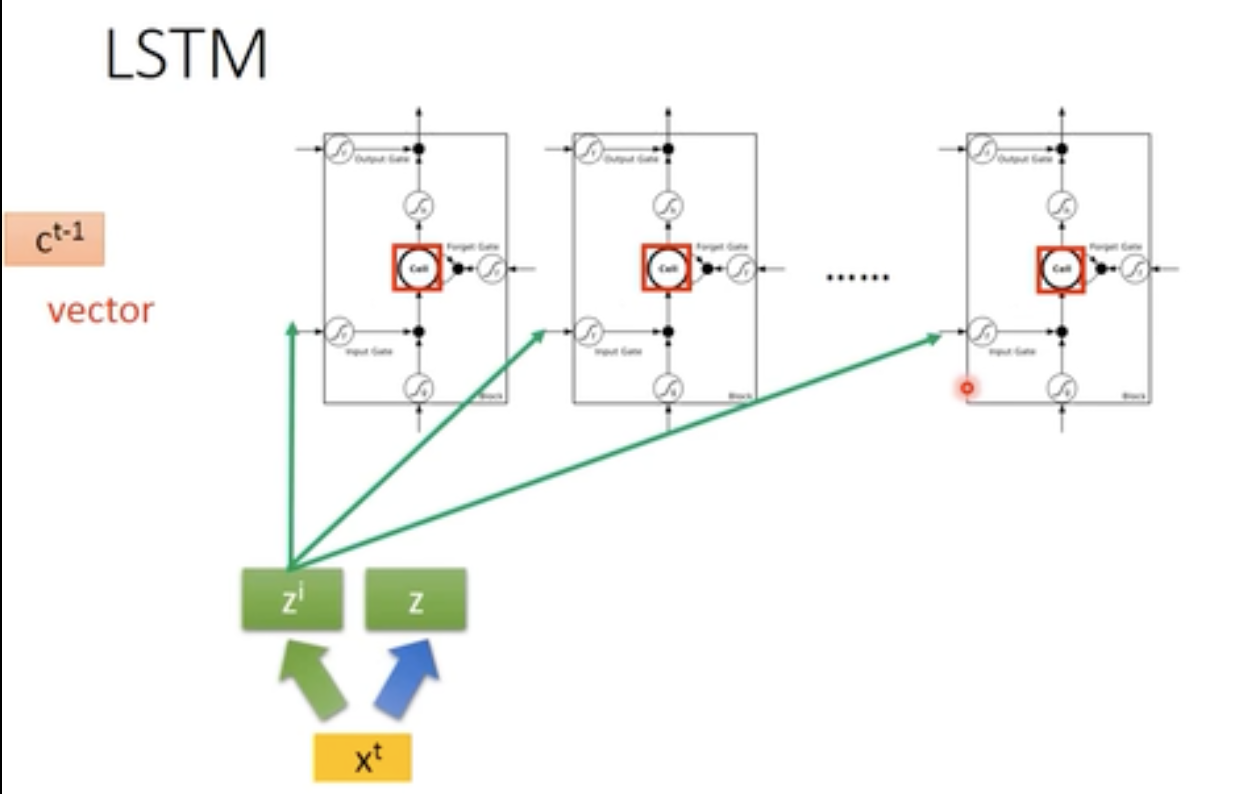 LSTM
Output Gate
Output Gate
Output Gate
c^t-1
Forget Gate
Forget Gate
Forget Gate
Cell
Cell
......
Cell
vector
Input Gate
Input Gate
Input Gate
Block
Block
Block
z^i
z
x^t